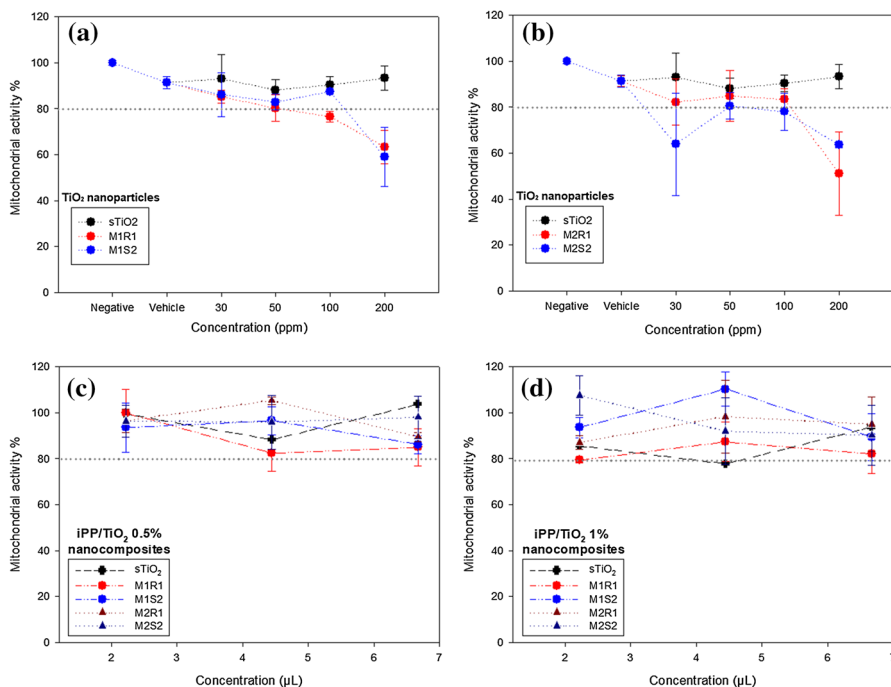 (a)
120
100
80
60
40
20
0
Mitochondrial activity %
TiO₂ nanoparticles
sTiO2
M1R1
M1S2
Negative Vehicle 30 50 100 200
Concentration (ppm)
(b)
120
100
80
60
40
20
0
Mitochondrial activity %
TiO₂ nanoparticles
sTiO2
M2R1
M2S2
Negative Vehicle 30 50 100 200
Concentration (ppm)
(c)
120
100
80
60
40
20
0
Mitochondrial activity %
iPP/TiO₂ 0.5%
nanocomposites
sTiO₂
M1R1
M1S2
M2R1
M2S2
2 3 4 5 6 7
Concentration (µL)
(d)
120
100
80
60
40
20
0
Mitochondrial activity %
iPP/TiO₂ 1%
nanocomposites
sTiO₂
M1R1
M1S2
M2R1
M2S2
2 3 4 5 6
Concentration (µL)